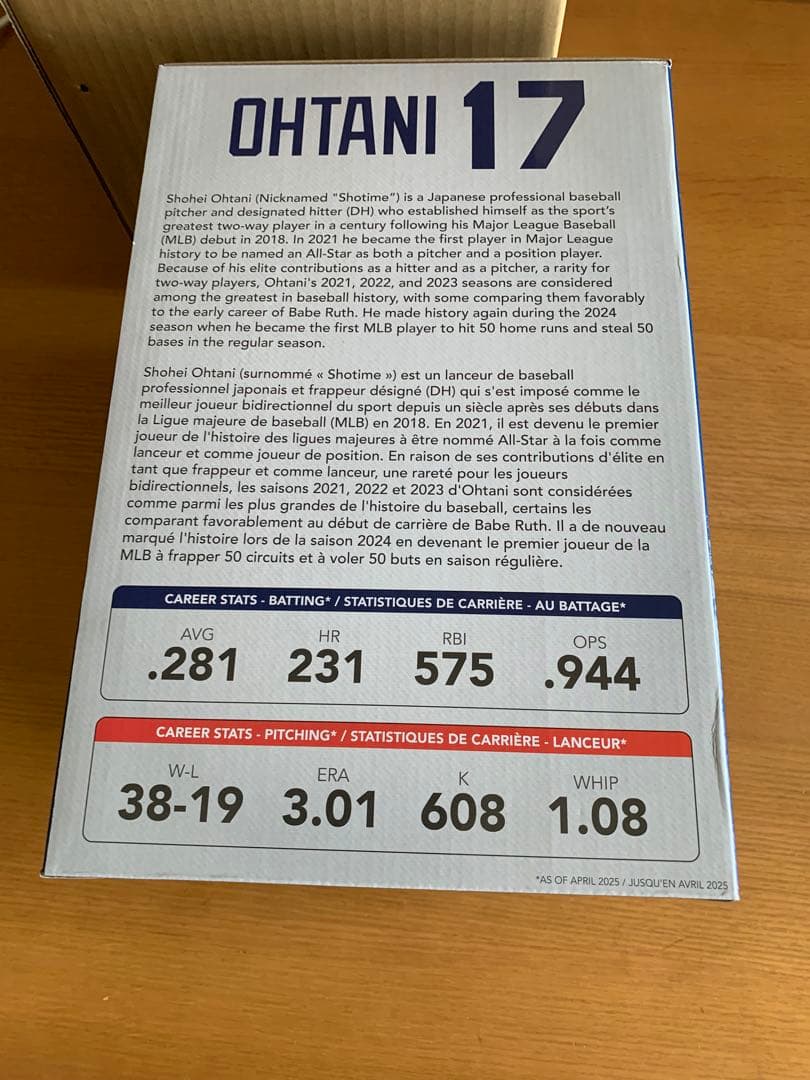 OHTANI 17
Shohei Ohtani (Nicknamed "Shotime") is a Japanese professional baseball
pitcher and designated hitter (DH) who established himself as the sport's
greatest two-way player in a century following his Major League Baseball
(MLB) debut in 2018. In 2021 he became the first player in Major League
history to be named an All-Star as both a pitcher and a position player.
Because of his elite contributions as a hitter and as a pitcher, a rarity for
two-way players, Ohtani's 2021, 2022, and 2023 seasons are considered
among the greatest in baseball history, with some comparing them favorably
to the early career of Babe Ruth. He made history again during the 2024
season when he became the first MLB player to hit 50 home runs and steal 50
bases in the regular season.
Shohei Ohtani (surnommé « Shotime ») est un lanceur de baseball
professionnel japonais et frappeur désigné (DH) qui s'est imposé comme le
meilleur joueur bidirectionnel du sport depuis un siècle après ses débuts dans
la Ligue majeure de baseball (MLB) en 2018. En 2021, il est devenu le premier
joueur de l'histoire des ligues majeures à être nommé All-Star à la fois comme
lanceur et comme joueur de position. En raison de ses contributions d'élite en
tant que frappeur et comme lanceur, une rareté pour les joueurs
bidirectionnels, les saisons 2021, 2022 et 2023 d'Ohtani sont considérées
comme parmi les plus grandes de l'histoire du baseball, certains les
comparant favorablement au début de carrière de Babe Ruth. Il a de nouveau
marqué l'histoire lors de la saison 2024 en devenant le premier joueur de la
MLB à frapper 50 circuits et à voler 50 buts en saison régulière.
CAREER STATS - BATTING* / STATISTIQUES DE CARRIÈRE - AU BATTAGE*
AVG HR RBI OPS
.281 231 575 .944
CAREER STATS - PITCHING* / STATISTIQUES DE CARRIÈRE - LANCEUR*
W-L ERA K WHIP
38-19 3.01 608 1.08
*AS OF APRIL 2025 / JUSQU'EN AVRIL 2025